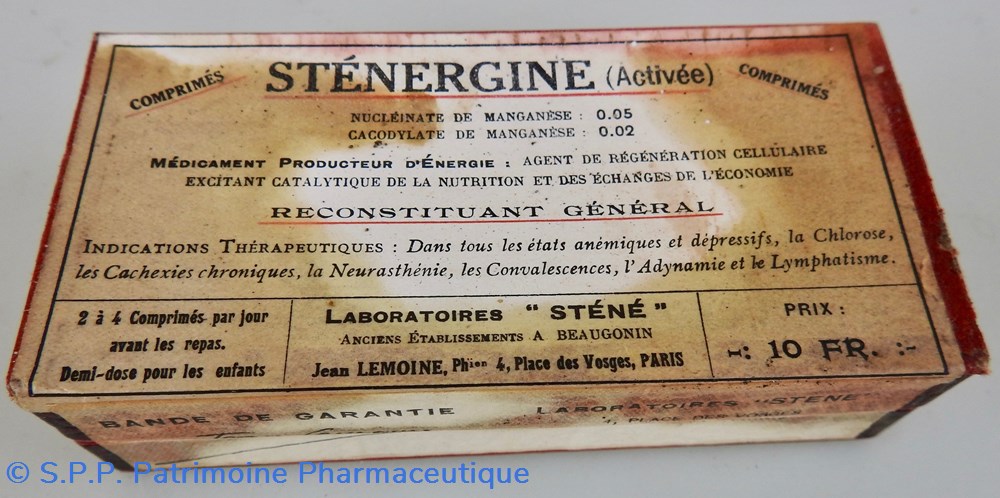 COMPRIMÉS STÉNERGINE (Activée) COMPRIMÉS
NUCLÉINATE DE MANGANÈSE : 0.05
CACODYLATE DE MANGANÈSE : 0.02
MÉDICAMENT PRODUCTEUR D'ÉNERGIE : AGENT DE RÉGÉNÉRATION CELLULAIRE
EXCITANT CATALYTIQUE DE LA NUTRITION ET DES ÉCHANGES DE L'ÉCONOMIE
RECONSTITUANT GÉNÉRAL
INDICATIONS THÉRAPEUTIQUES : Dans tous les états anémiques et dépressifs, la Chlorose,
les Cachexies chroniques, la Neurasthénie, les Convalescences, l'Adynamie et le Lymphatisme.
2 à 4 Comprimés par jour
avant les repas.
Demi-dose pour les enfants
LABORATOIRES "STÉNÉ"
ANCIENS ÉTABLISSEMENTS A BEAUGONIN
Jean LEMOINE, Phien 4, Place des Vosges, PARIS
PRIX :
-: 10 FR. :-
BANDE DE GARANTIE LABORATOIRES "STÉNÉ"
4, PLACE DES VOSGES
© S.P.P. Patrimoine Pharmaceutique